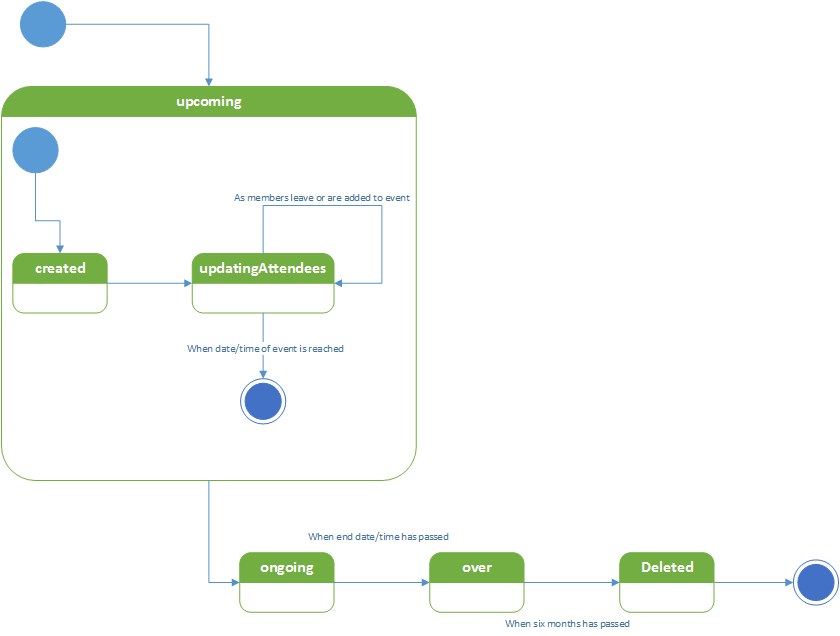 upcoming
As members leave or are added to event
created
updatingAttendees
When date/time of event is reached
When end date/time has passed
ongoing
over
Deleted
When six months has passed